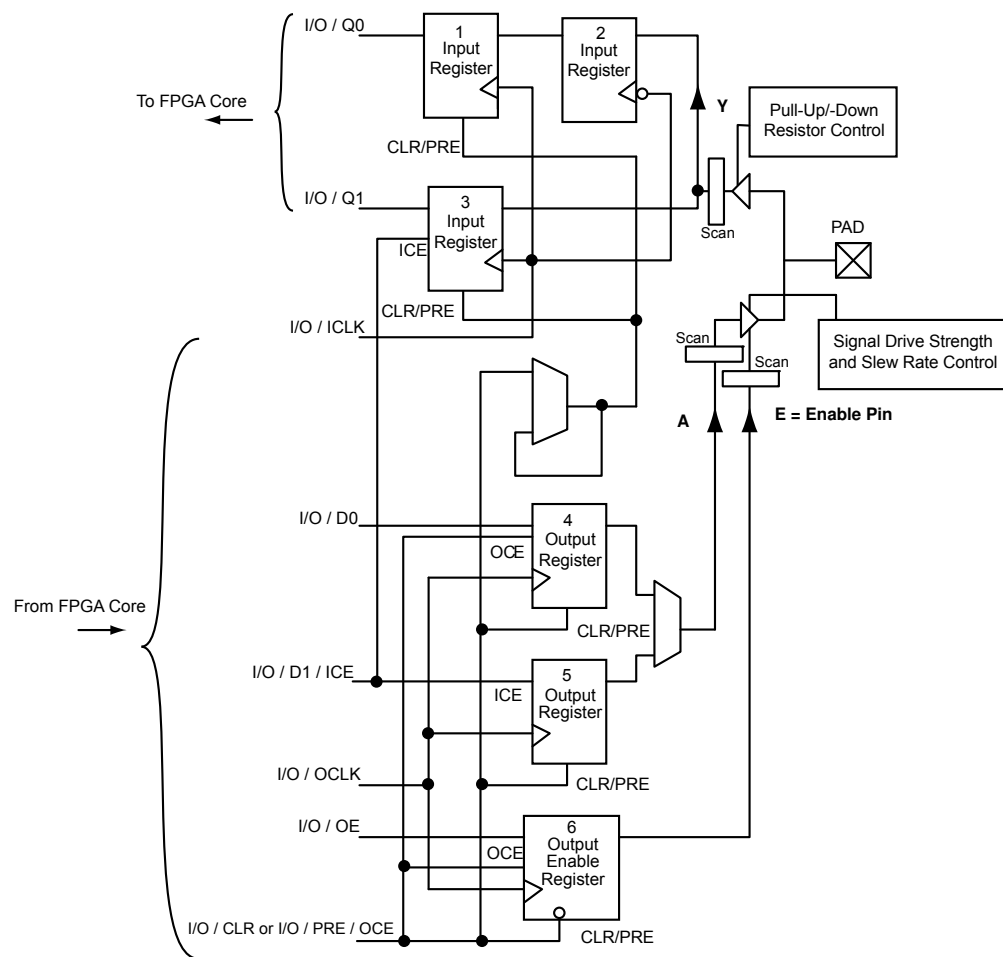 I/O / Q0
1
Input
Register
2
Input
Register
To FPGA Core
Y
Pull-Up/-Down
Resistor Control
CLR/PRE
I/O / Q1
3
Input
Register
ICE
Scan
PAD
CLR/PRE
I/O / ICLK
Scan
Scan
Signal Drive Strength
and Slew Rate Control
A
E = Enable Pin
I/O / D0
4
Output
Register
OCE
From FPGA Core
CLR/PRE
I/O / D1 / ICE
5
Output
Register
ICE
I/O / OCLK
CLR/PRE
I/O / OE
6
Output
Enable
Register
OCE
I/O / CLR or I/O / PRE / OCE
CLR/PRE